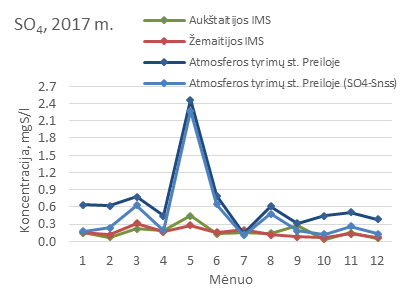 SO₄, 2017 m.
Aukštaitijos IMS
Žemaitijos IMS
Atmosferos tyrimų st. Preiloje
Atmosferos tyrimų st. Preiloje (SO4-Snss)
Koncentracija, mgS/l
2.7
2.4
2.1
1.8
1.5
1.2
0.9
0.6
0.3
0.0
1 2 3 4 5 6 7 8 9 10 11 12
Mėnuo